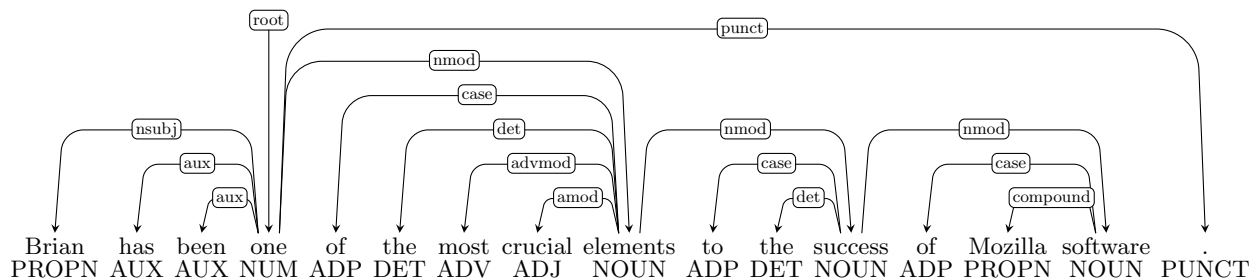 root
punct
nmod
case
nsubj det nmod nmod
aux advmod case case
aux amod det compound
Brian has been one of the most crucial elements to the success of Mozilla software .
PROPN AUX AUX NUM ADP DET ADV ADJ NOUN ADP DET NOUN ADP PROPN NOUN PUNCT